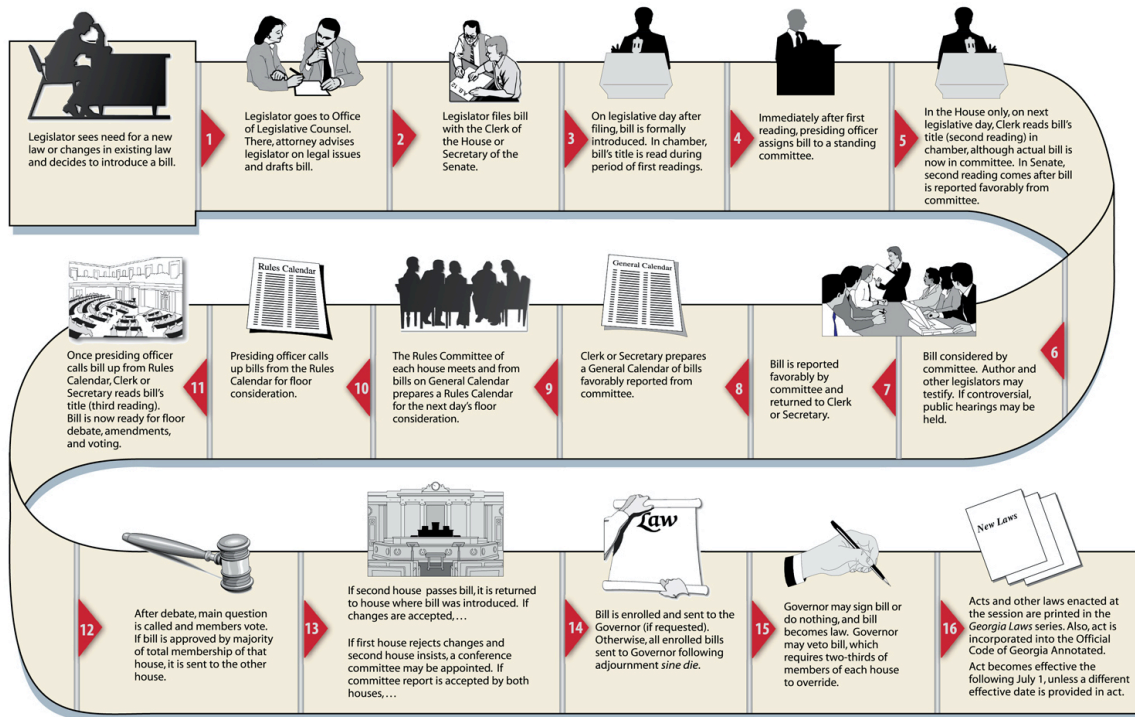 Legislator sees need for a new
law or changes in existing law
and decides to introduce a bill.
1
Legislator goes to Office
of Legislative Counsel.
There, attorney advises
legislator on legal issues
and drafts bill.
2
AB 12
Legislator files bill
with the Clerk of
the House or
Secretary of the
Senate.
3
On legislative day after
filing, bill is formally
introduced. In chamber,
bill's title is read during
period of first readings.
4
Immediately after first
reading, presiding officer
assigns bill to a standing
committee.
5
In the House only, on next
legislative day, Clerk reads bill's
title (second reading) in
chamber, although actual bill is
now in committee. In Senate,
second reading comes after bill
is reported favorably from
committee.
6
Bill considered by
committee. Author and
other legislators may
testify. If controversial,
public hearings may be
held.
7
Bill is reported
favorably by
committee and
returned to Clerk
or Secretary.
8
General Calendar
Clerk or Secretary prepares
a General Calendar of bills
favorably reported from
committee.
9
The Rules Committee of
each house meets and from
bills on General Calendar
prepares a Rules Calendar
for the next day's floor
consideration.
10
Rules Calendar
Presiding officer calls
up bills from the Rules
Calendar for floor
consideration.
11
Once presiding officer
calls bill up from Rules
Calendar, Clerk or
Secretary reads bill's
title (third reading).
Bill is now ready for floor
debate, amendments,
and voting.
12
After debate, main question
is called and members vote.
If bill is approved by majority
of total membership of that
house, it is sent to the other
house.
13
If second house passes bill, it is returned
to house where bill was introduced. If
changes are accepted, . . .
If first house rejects changes and
second house insists, a conference
committee may be appointed. If
committee report is accepted by both
houses, . . .
14
Law
Bill is enrolled and sent to the
Governor (if requested).
Otherwise, all enrolled bills
sent to Governor following
adjournment sine die.
15
Governor may sign bill or
do nothing, and bill
becomes law. Governor
may veto bill, which
requires two-thirds of
members of each house
to override.
16
New Laws
Acts and other laws enacted at
the session are printed in the
Georgia Laws series. Also, act is
incorporated into the Official
Code of Georgia Annotated.
Act becomes effective the
following July 1, unless a different
effective date is provided in act.